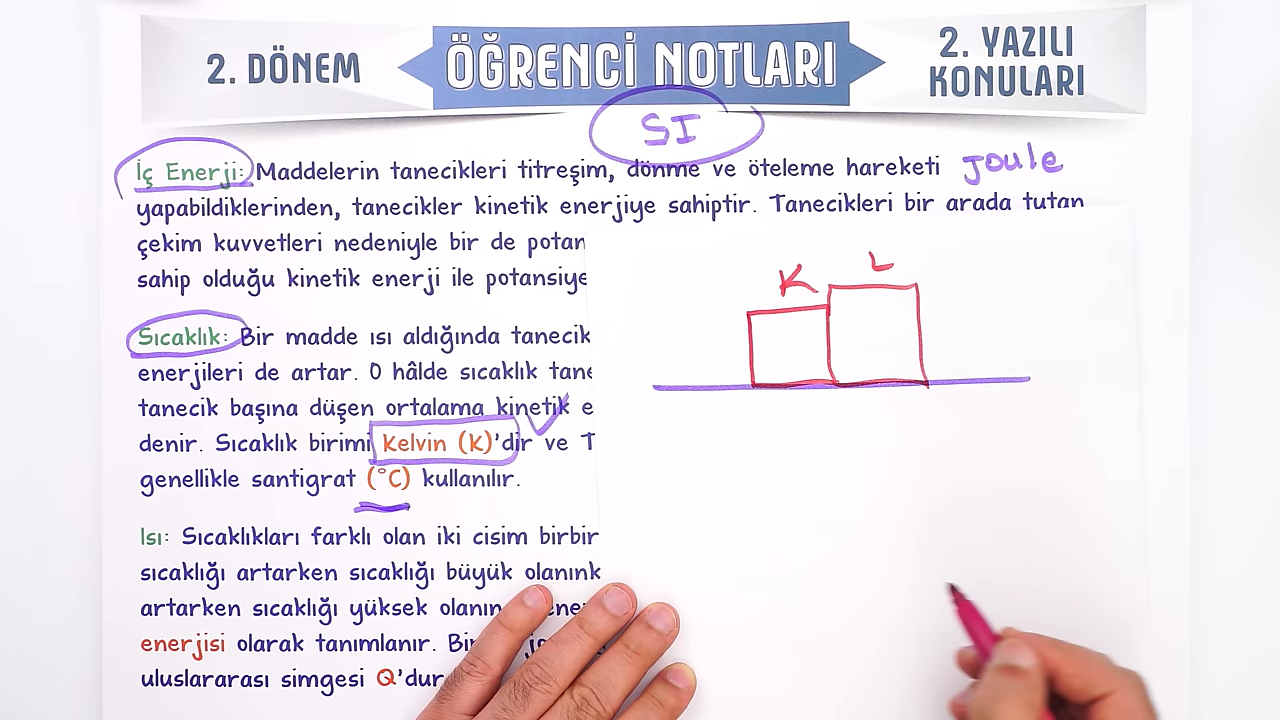 2. DÖNEM
ÖĞRENCİ NOTLARI
2. YAZILI
KONULARI
SI
İç Enerji: Maddelerin tanecikleri titreşim, dönme ve öteleme hareketi joule
yapabildiklerinden, tanecikler kinetik enerjiye sahiptir. Tanecikleri bir arada tutan
çekim kuvvetleri nedeniyle bir de potan
sahip olduğu kinetik enerji ile potansiye
K L
Sıcaklık: Bir madde ısı aldığında tanecik
enerjileri de artar. O hâlde sıcaklık tane
tanecik başına düşen ortalama kinetik e
denir. Sıcaklık birimi Kelvin (K)'dir ve T
genellikle santigrat (°C) kullanılır.
Isı: Sıcaklıkları farklı olan iki cisim birbir
sıcaklığı artarken sıcaklığı büyük olanınk
artarken sıcaklığı yüksek olanın ener
enerjisi olarak tanımlanır. Bir
uluslararası simgesi Q'dur